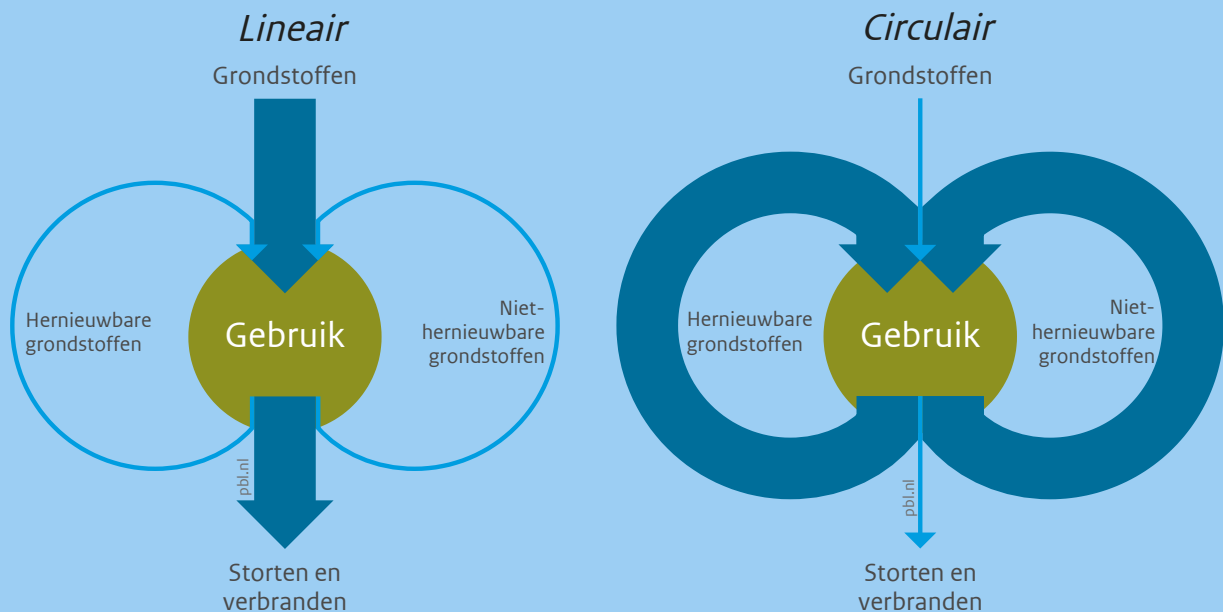 Lineair
Grondstoffen
Hernieuwbare
grondstoffen
Gebruik
Niet-
hernieuwbare
grondstoffen
pbl.nl
Storten en
verbranden
Circulair
Grondstoffen
Hernieuwbare
grondstoffen
Gebruik
Niet-
hernieuwbare
grondstoffen
pbl.nl
Storten en
verbranden